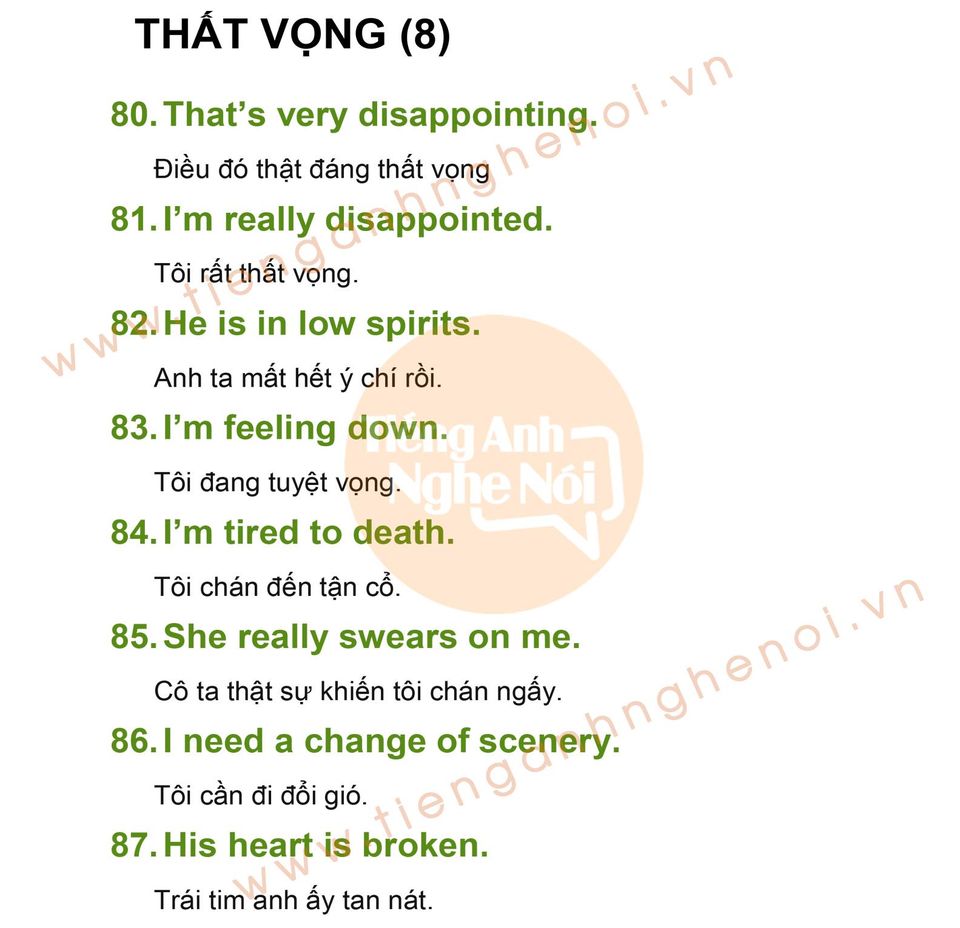 THẤT VỌNG (8)
80. That’s very disappointing.
Điều đó thật đáng thất vọng
81. I’m really disappointed.
Tôi rất thất vọng.
82. He is in low spirits.
Anh ta mất hết ý chí rồi.
83. I’m feeling down.
Tôi đang tuyệt vọng.
84. I’m tired to death.
Tôi chán đến tận cổ.
85. She really swears on me.
Cô ta thật sự khiến tôi chán ngấy.
86. I need a change of scenery.
Tôi cần đi đổi gió.
87. His heart is broken.
Trái tim anh ấy tan nát.
www.tienganhnghenoi.vn
Tiếng Anh
Nghe Nói
www.tienganhnghenoi.vn